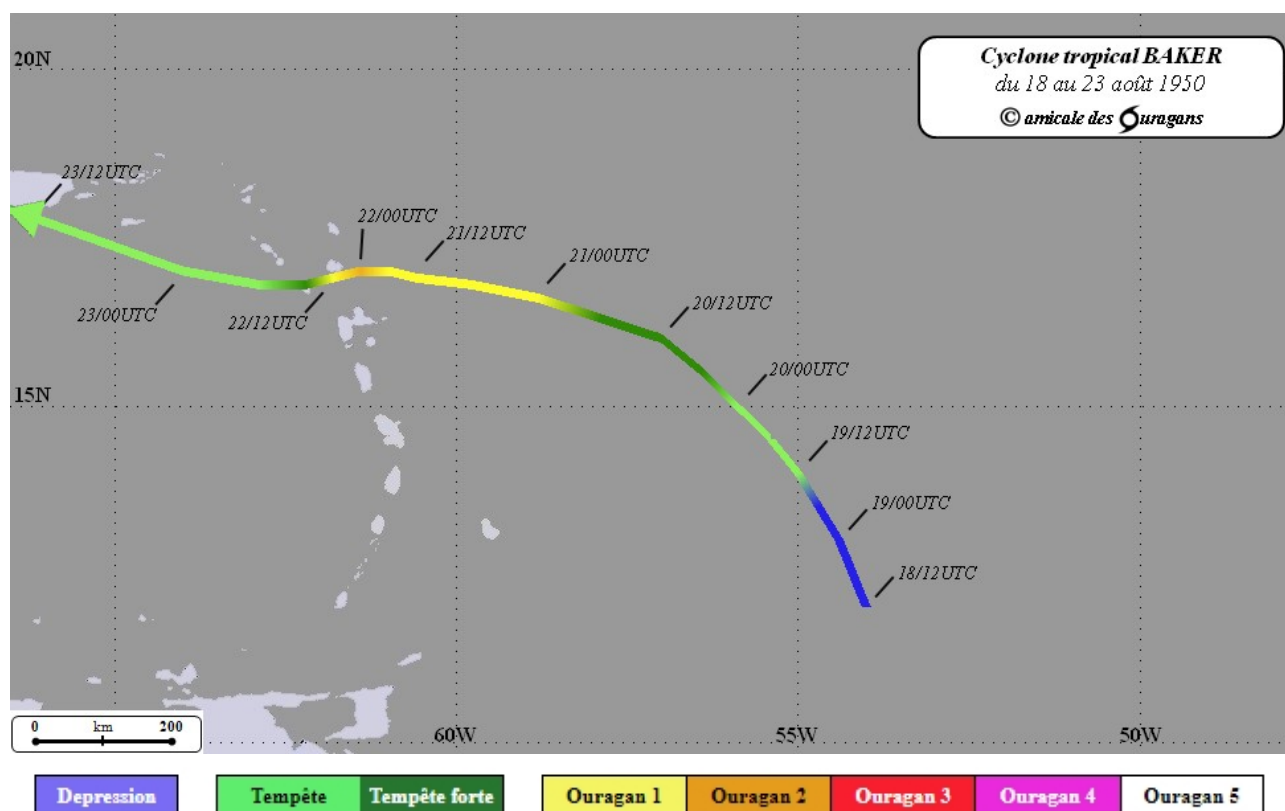 20N
Cyclone tropical BAKER
du 18 au 23 août 1950
© amicale des Ouragans
23/12UTC
22/00UTC
21/12UTC
21/00UTC
20/12UTC
23/00UTC
22/12UTC
20/00UTC
15N
19/12UTC
19/00UTC
18/12UTC
0 km 200
60W 55W 50W
Depression Tempête Tempête forte Ouragan 1 Ouragan 2 Ouragan 3 Ouragan 4 Ouragan 5